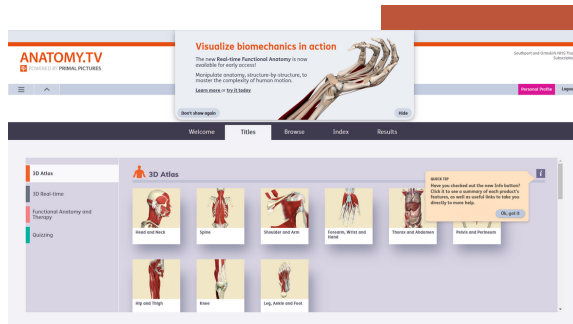 ANATOMY.TV
POWERED BY PRIMAL PICTURES
Visualize biomechanics in action
The new Real-time Functional Anatomy is now
available for early access!
Manipulate anatomy, structure-by-structure, to
master the complexity of human motion.
Learn more or try it today
Don't show again
Hide
Southport and Ormskirk NHS Trust
Personal Profile
Welcome
Titles
Browse
Index
Results
3D Atlas
3D Real-time
Functional Anatomy and
Therapy
Quizzing
3D Atlas
QUICK TIP
Have you checked out the new Info button?
Click it to see a summary of each product's
features, as well as useful links to take you
directly to more help.
Ok, got it
Head and Neck
Spine
Shoulder and Arm
Forearm, Wrist and
Hand
Thorax and Abdomen
Pelvis and Perineum
Hip and Thigh
Knee
Leg, Ankle and Foot